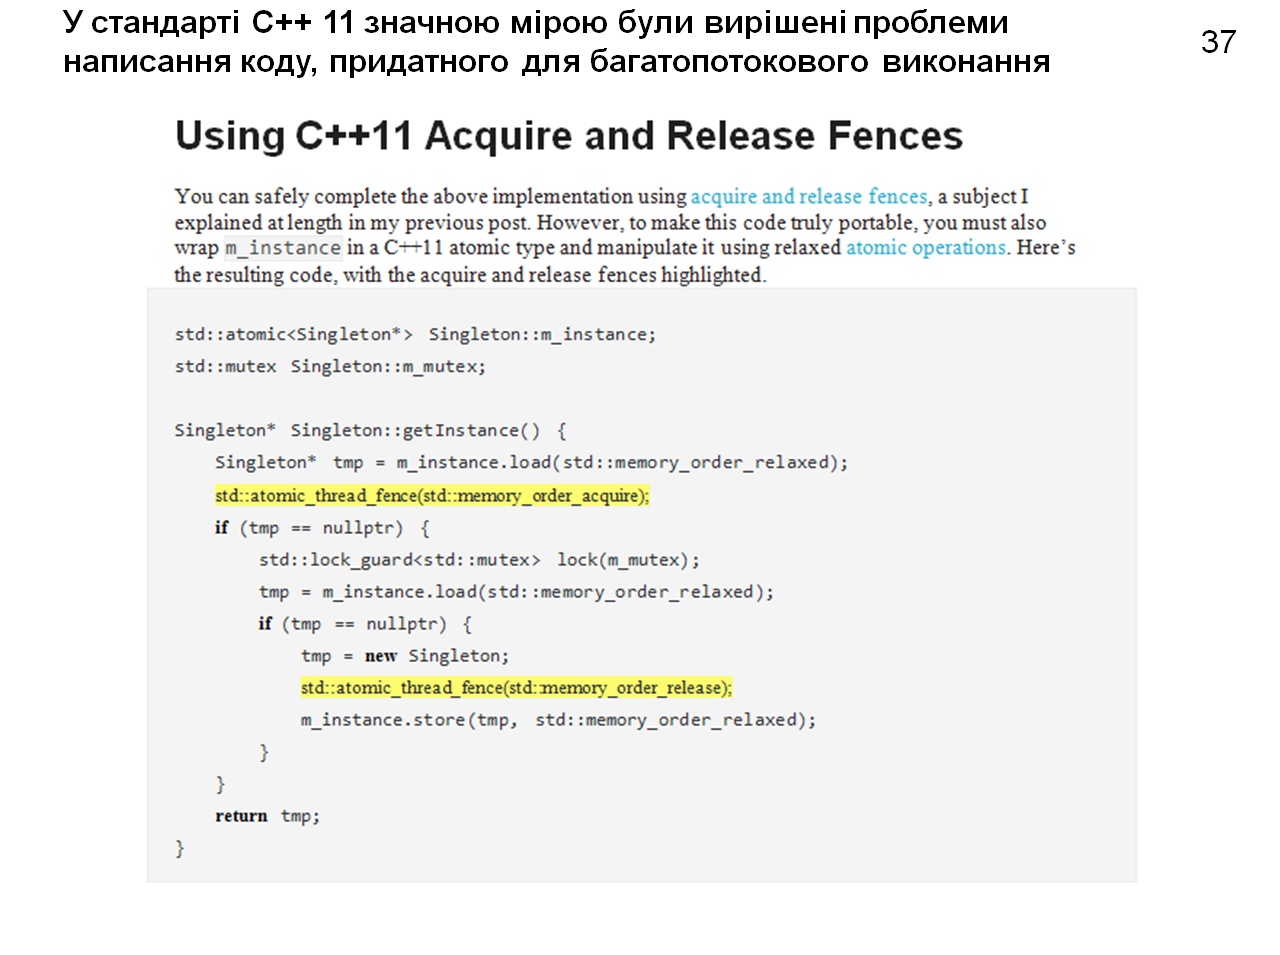 У стандарті C++ 11 значною мірою були вирішені проблеми
написання коду, придатного для багатопотокового виконання
37
Using C++11 Acquire and Release Fences
You can safely complete the above implementation using acquire and release fences, a subject I
explained at length in my previous post. However, to make this code truly portable, you must also
wrap m_instance in a C++11 atomic type and manipulate it using relaxed atomic operations. Here’s
the resulting code, with the acquire and release fences highlighted.
std::atomic<Singleton*> Singleton::m_instance;
std::mutex Singleton::m_mutex;
Singleton* Singleton::getInstance() {
Singleton* tmp = m_instance.load(std::memory_order_relaxed);
std::atomic_thread_fence(std::memory_order_acquire);
if (tmp == nullptr) {
std::lock_guard<std::mutex> lock(m_mutex);
tmp = m_instance.load(std::memory_order_relaxed);
if (tmp == nullptr) {
tmp = new Singleton;
std::atomic_thread_fence(std::memory_order_release);
m_instance.store(tmp, std::memory_order_relaxed);
}
}
return tmp;
}